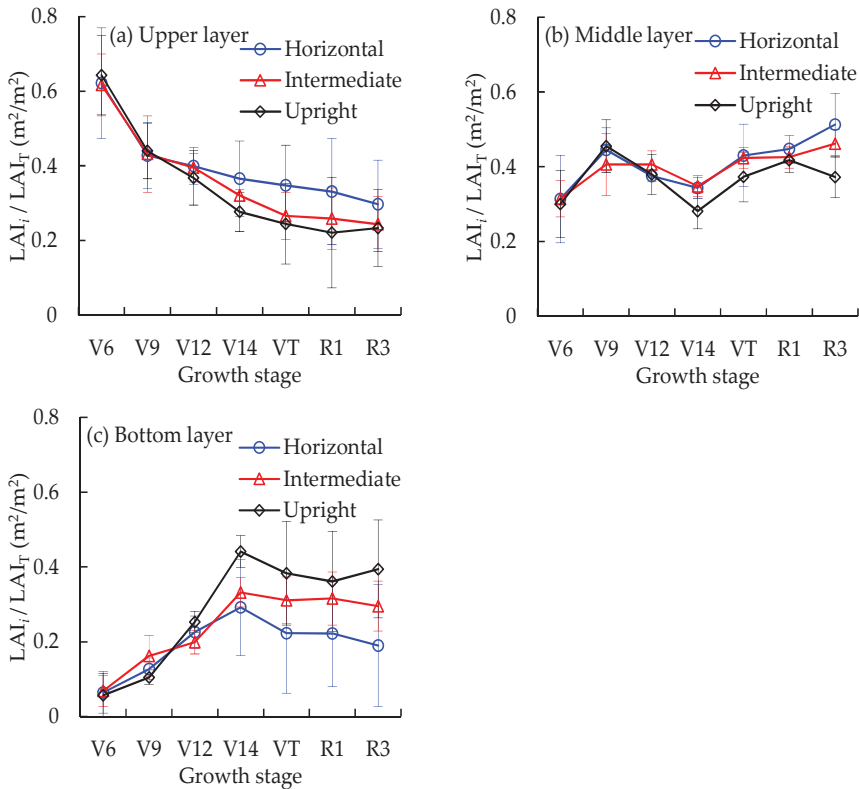 (a) Upper layer
Horizontal
Intermediate
Upright
0.8
0.6
0.4
0.2
0
LAIᵢ / LAI_T (m²/m²)
V6 V9 V12 V14 VT R1 R3
Growth stage
(b) Middle layer
Horizontal
Intermediate
Upright
0.8
0.6
0.4
0.2
0
LAIᵢ / LAI_T (m²/m²)
V6 V9 V12 V14 VT R1 R3
Growth stage
(c) Bottom layer
Horizontal
Intermediate
Upright
0.8
0.6
0.4
0.2
0
LAIᵢ / LAI_T (m²/m²)
V6 V9 V12 V14 VT R1 R3
Growth stage